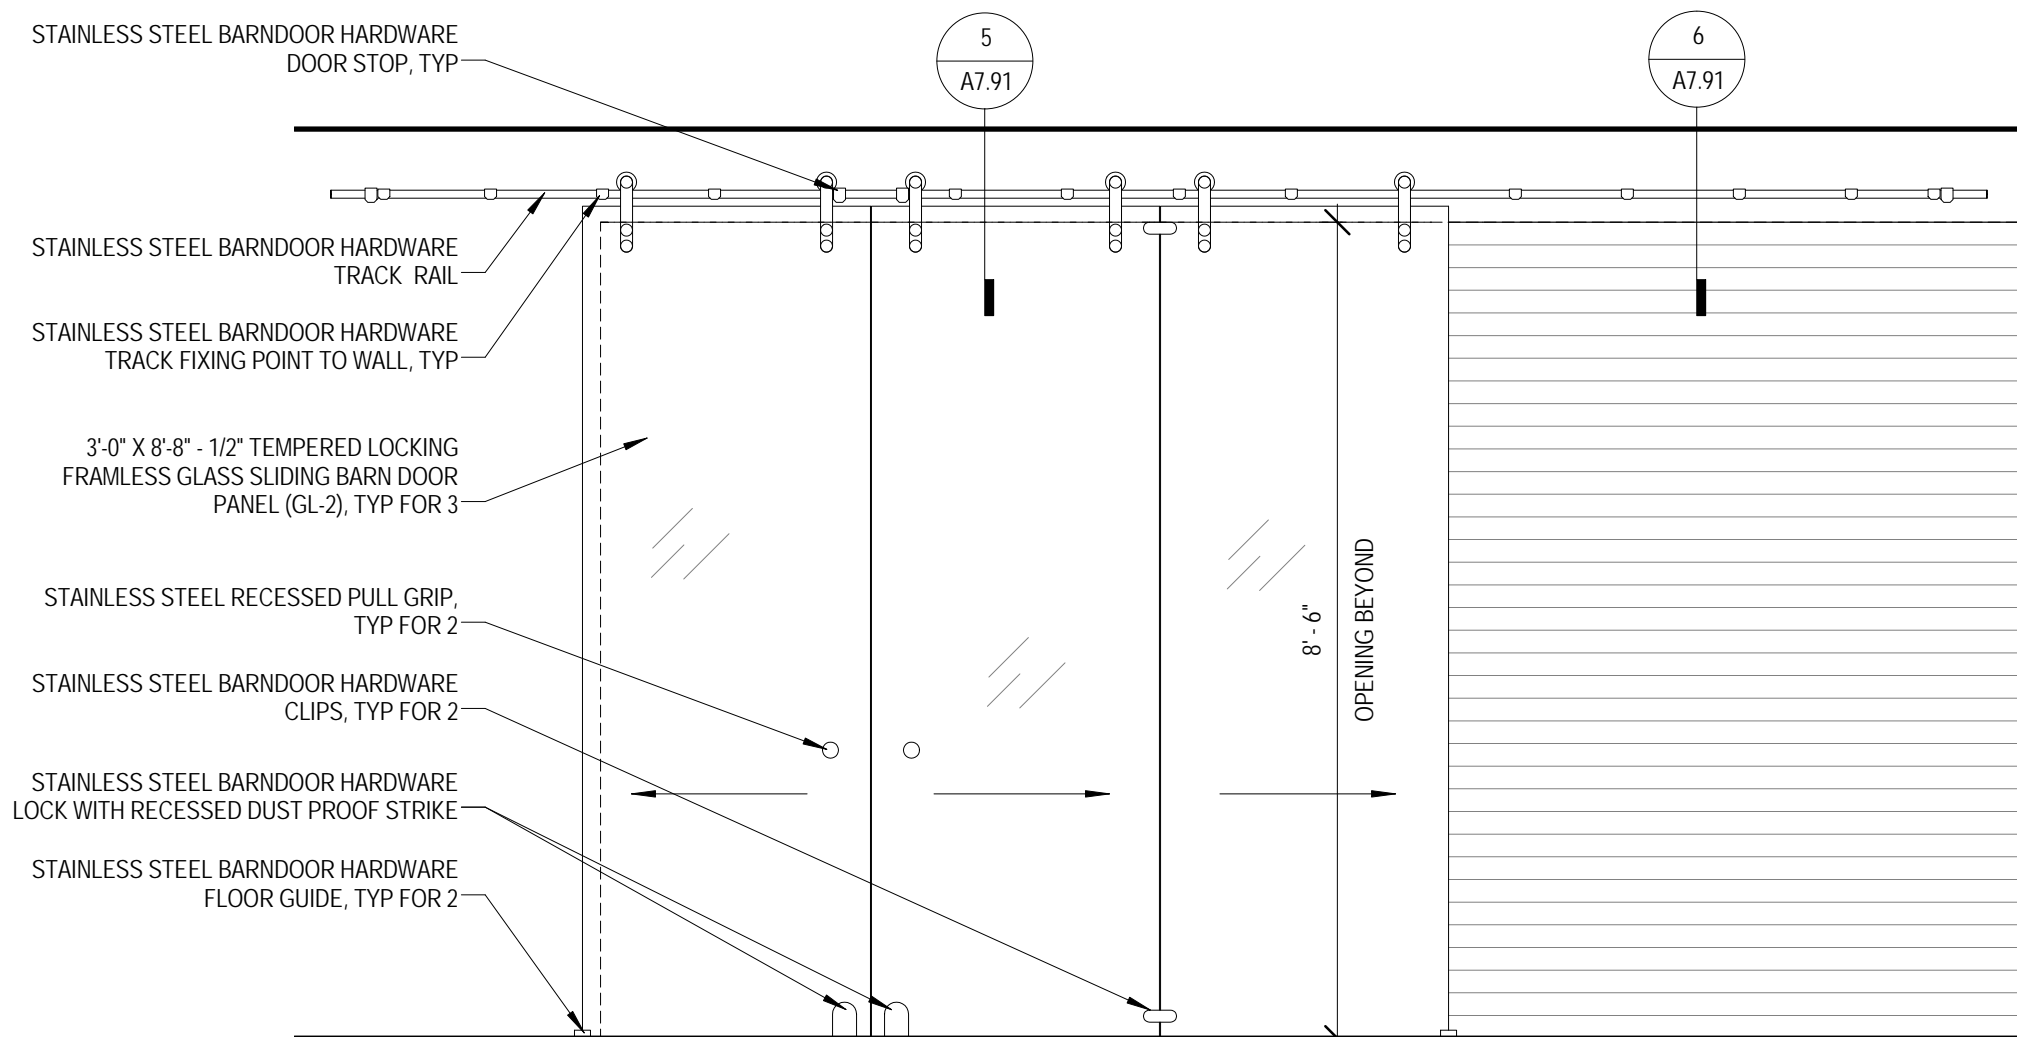 STAINLESS STEEL BARNDOOR HARDWARE
DOOR STOP, TYP
5
A7.91
6
A7.91
STAINLESS STEEL BARNDOOR HARDWARE
TRACK RAIL
STAINLESS STEEL BARNDOOR HARDWARE
TRACK FIXING POINT TO WALL, TYP
3'-0" X 8'-8" - 1/2" TEMPERED LOCKING
FRAMLESS GLASS SLIDING BARN DOOR
PANEL (GL-2), TYP FOR 3
STAINLESS STEEL RECESSED PULL GRIP,
TYP FOR 2
STAINLESS STEEL BARNDOOR HARDWARE
CLIPS, TYP FOR 2
STAINLESS STEEL BARNDOOR HARDWARE
LOCK WITH RECESSED DUST PROOF STRIKE
STAINLESS STEEL BARNDOOR HARDWARE
FLOOR GUIDE, TYP FOR 2
8' - 6"
OPENING BEYOND